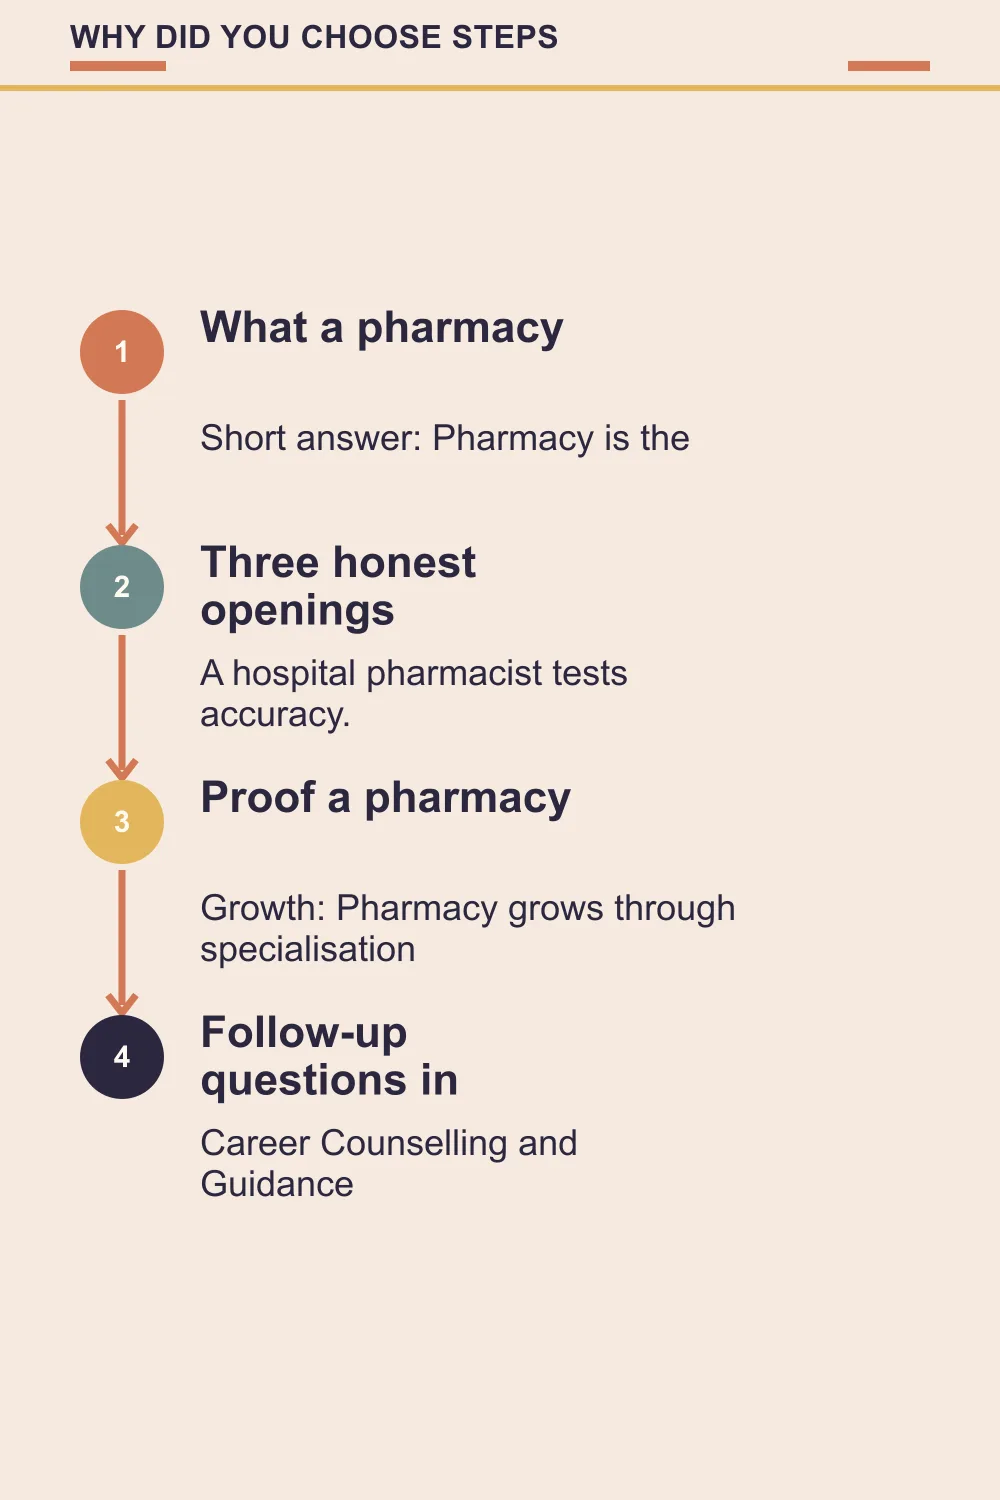 WHY DID YOU CHOOSE STEPS
1
What a pharmacy
Short answer: Pharmacy is the
2
Three honest
openings
A hospital pharmacist tests
accuracy.
3
Proof a pharmacy
Growth: Pharmacy grows through
specialisation
4
Follow-up
questions in
Career Counselling and
Guidance